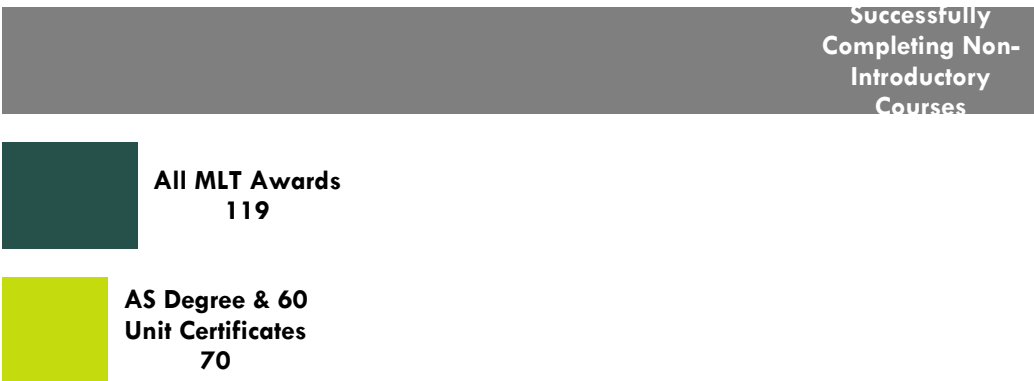 Successfully
Completing Non-
Introductory
Courses
All MLT Awards
119
AS Degree & 60
Unit Certificates
70